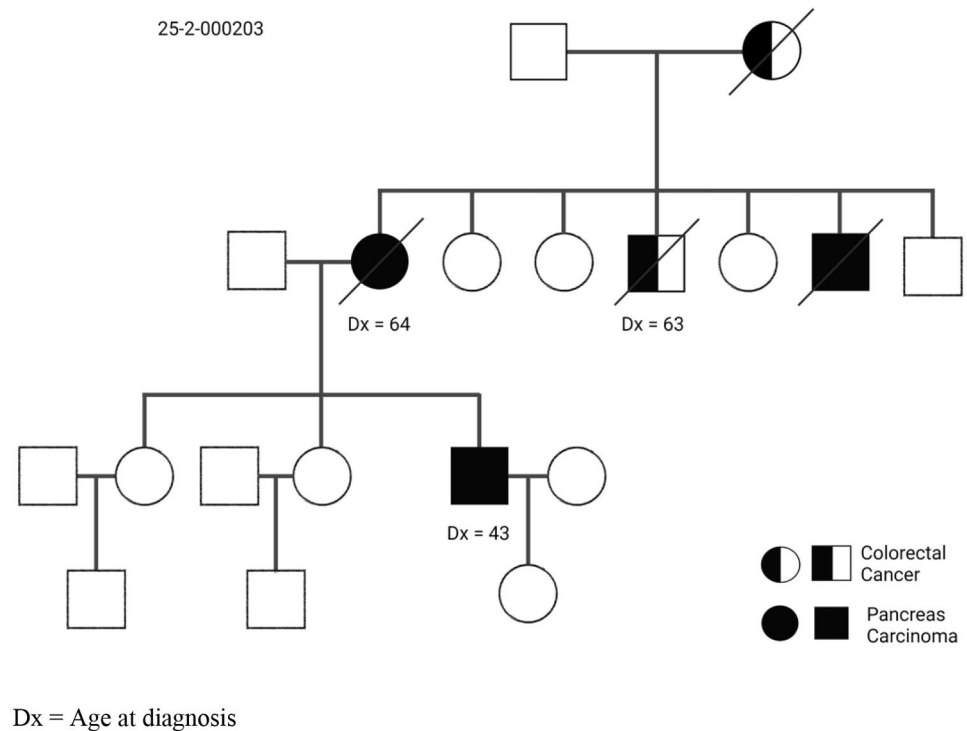 25-2-000203
Dx = 64
Dx = 63
Dx = 43
Colorectal
Cancer
Pancreas
Carcinoma
Dx = Age at diagnosis